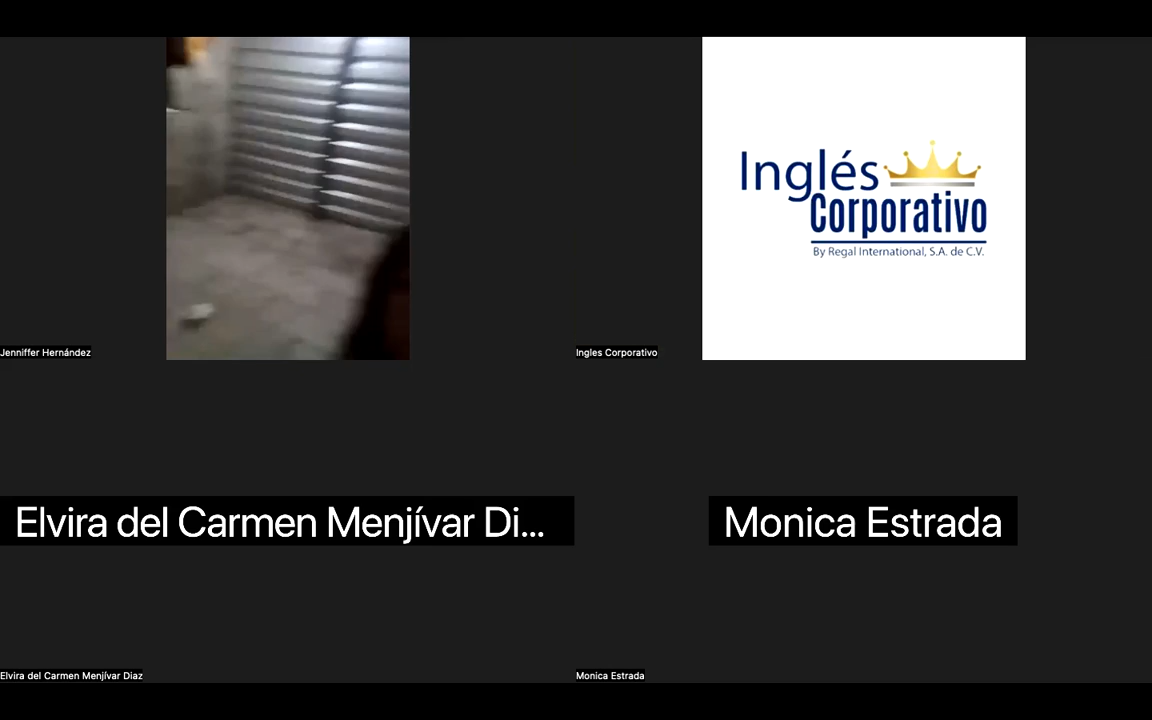 Inglés
Corporativo
By Regal International, S.A. de C.V.
Jenniffer Hernández
Ingles Corporativo
Elvira del Carmen Menjívar Di...
Monica Estrada
Elvira del Carmen Menjívar Diaz
Monica Estrada